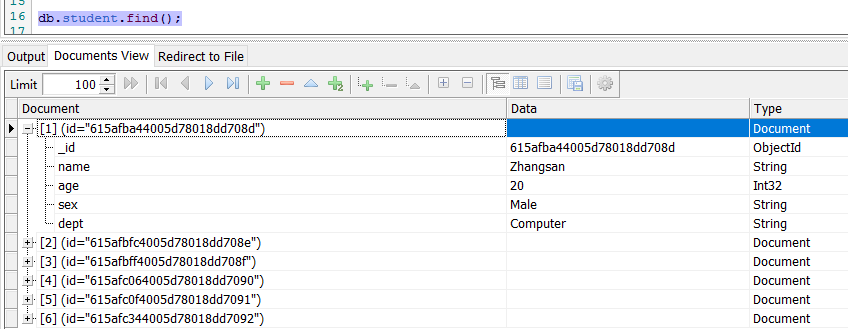 16 db.student.find();
17
Output Documents View Redirect to File
Limit 100
Document Data Type
[1] (id="615afba44005d78018dd708d") Document
_id 615afba44005d78018dd708d ObjectId
name Zhangsan String
age 20 Int32
sex Male String
dept Computer String
[2] (id="615afbfc4005d78018dd708e") Document
[3] (id="615afbff4005d78018dd708f") Document
[4] (id="615afc064005d78018dd7090") Document
[5] (id="615afc0f4005d78018dd7091") Document
[6] (id="615afc344005d78018dd7092") Document